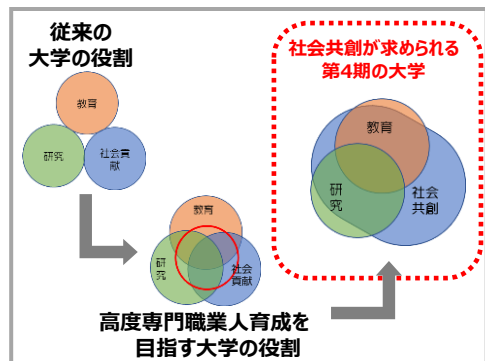 従来の
大学の役割
教育
研究
社会貢
献
教育
研
究
社会
貢献
高度専門職業人育成を
目指す大学の役割
社会共創が求められる
第4期の大学
教育
研
究
社会
共創